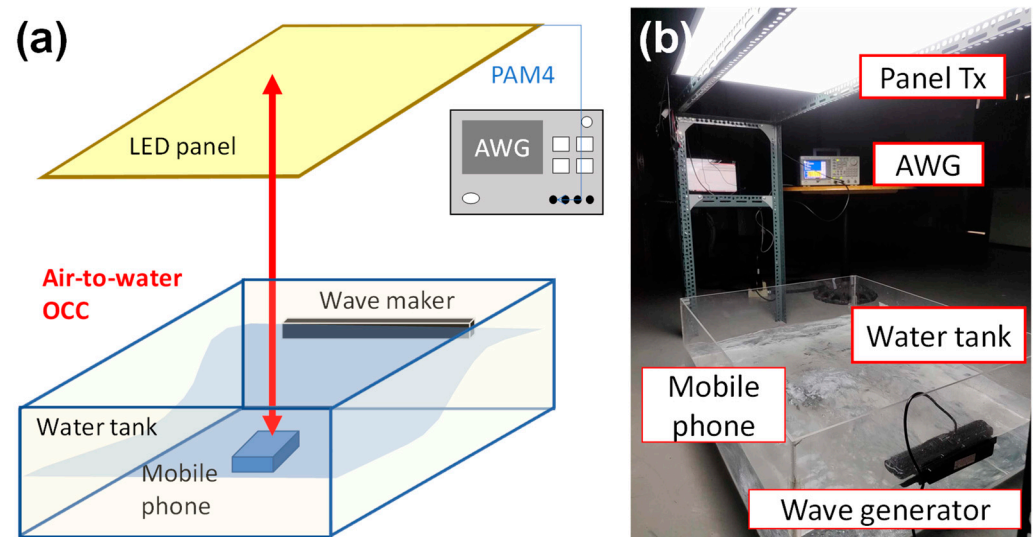 (a)
PAM4
LED panel
AWG
Air-to-water
OCC
Wave maker
Water tank
Mobile
phone
(b)
Panel Tx
AWG
Water tank
Mobile
phone
Wave generator